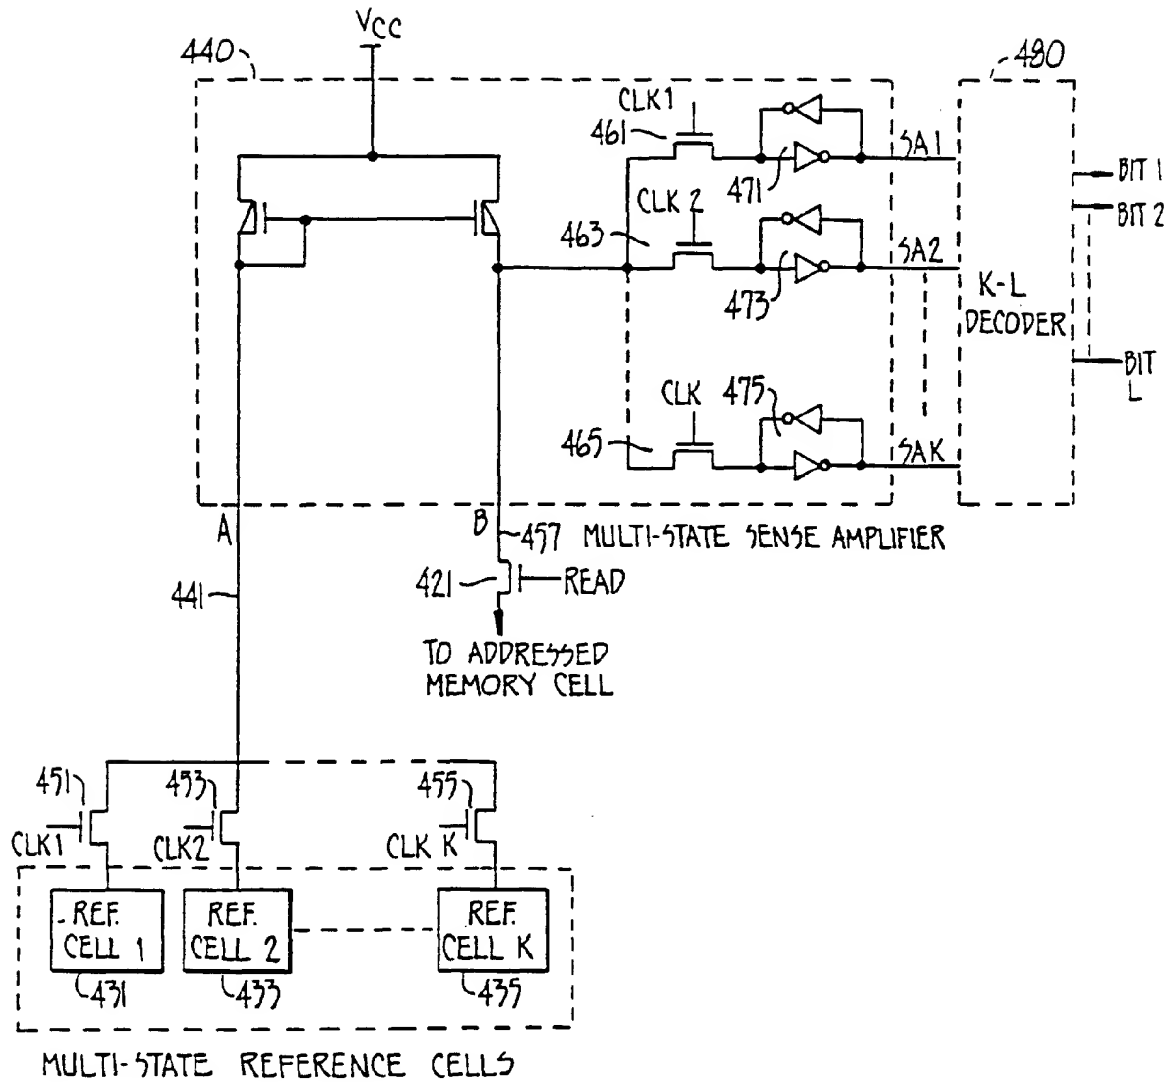 VCC
440
480
CLK1
461
471
SA1
BIT 1
CLK 2
BIT 2
463
473
SA2
K-L
DECODER
BIT
L
CLK
475
465
SAK
A
B
457
MULTI-STATE SENSE AMPLIFIER
421
READ
441
TO ADDRESSED
MEMORY CELL
451
453
455
CLK1
CLK2
CLK K
REF.
CELL 1
REF.
CELL 2
REF.
CELL K
431
433
435
MULTI-STATE REFERENCE CELLS